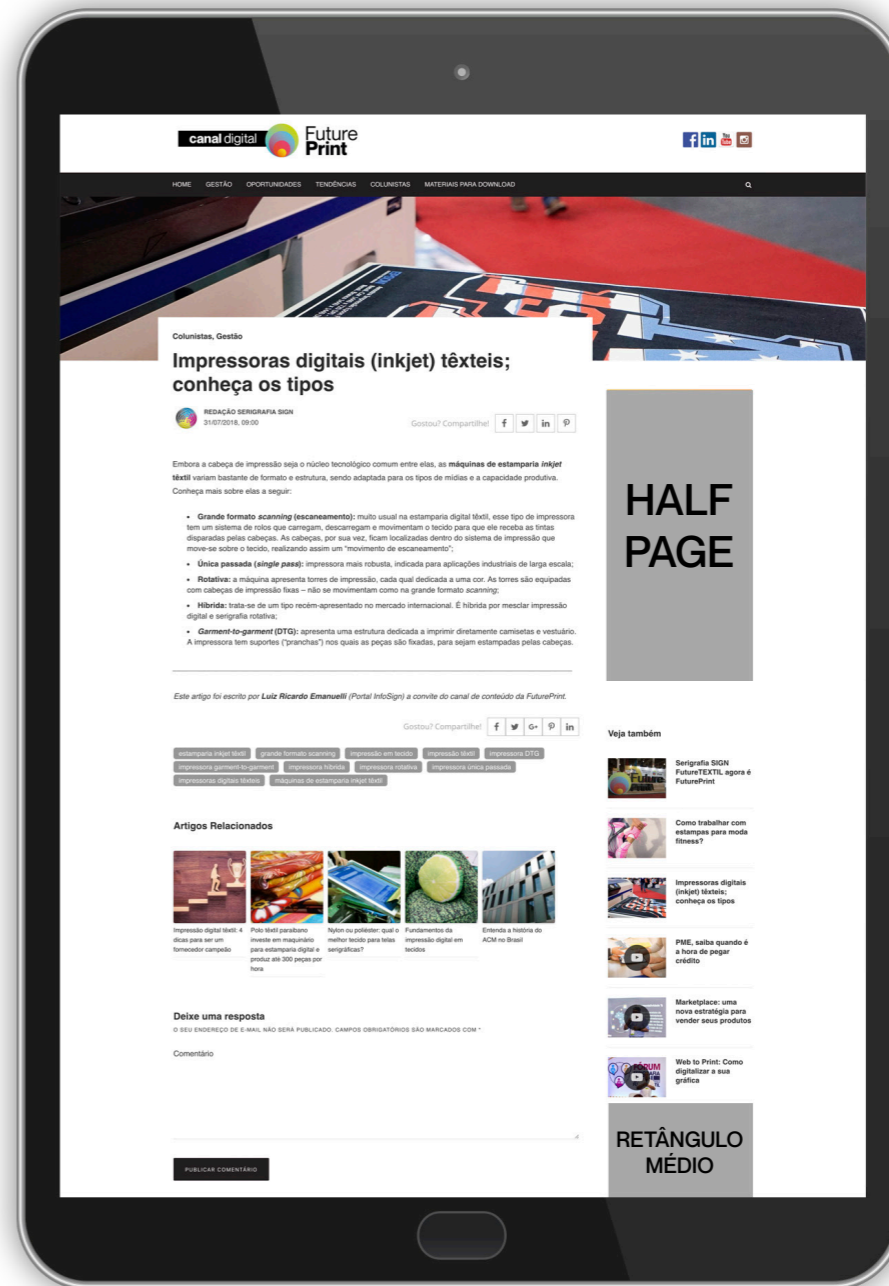 canal digital
Future
Print
HOME GESTÃO OPORTUNIDADES TENDÊNCIAS COLUNISTAS MATERIAIS PARA DOWNLOAD
Colunistas, Gestão
Impressoras digitais (inkjet) têxteis;
conheça os tipos
REDAÇÃO SERIGRAFIA SIGN
31/07/2018, 09:00
Gostou? Compartilhe!
Embora a cabeça de impressão seja o núcleo tecnológico comum entre elas, as máquinas de estamparia inkjet
têxtil variam bastante de formato e estrutura, sendo adaptada para os tipos de mídias e a capacidade produtiva.
Conheça mais sobre elas a seguir:
• Grande formato scanning (escaneamento): muito usual na estamparia digital têxtil, esse tipo de impressora
tem um sistema de rolos que carregam, descarregam e movimentam o tecido para que ele receba as tintas
disparadas pelas cabeças. As cabeças, por sua vez, ficam localizadas dentro do sistema de impressão que
move-se sobre o tecido, realizando assim um "movimento de escaneamento";
• Única passada (single pass): impressora mais robusta, indicada para aplicações industriais de larga escala;
• Rotativa: a máquina apresenta torres de impressão, cada qual dedicada a uma cor. As torres são equipadas
com cabeças de impressão fixas – não se movimentam como na grande formato scanning;
• Híbrida: trata-se de um tipo recém-apresentado no mercado internacional. É híbrida por mesclar impressão
digital e serigrafia rotativa;
• Garment-to-garment (DTG): apresenta uma estrutura dedicada a imprimir diretamente camisetas e vestuário.
A impressora tem suportes ("pranchas") nos quais as peças são fixadas, para sejam estampadas pelas cabeças.
Este artigo foi escrito por Luiz Ricardo Emanuelli (Portal InfoSign) a convite do canal de conteúdo da FuturePrint.
Gostou? Compartilhe!
estamparia inkjet têxtil grande formato scanning impressão em tecido impressão têxtil impressora DTG
impressora garment-to-garment impressora híbrida impressora rotativa impressora única passada
impressoras digitais têxteis máquinas de estamparia inkjet têxtil
Artigos Relacionados
Impressão digital têxtil: 4
dicas para ser um
fornecedor campeão
Polo têxtil paraibano
investe em maquinário
para estamparia digital e
produz até 300 peças por
hora
Nylon ou poliéster: qual o
melhor tecido para telas
serigráficas?
Fundamentos da
impressão digital em
tecidos
Entenda a história do
ACM no Brasil
Deixe uma resposta
O SEU ENDEREÇO DE E-MAIL NÃO SERÁ PUBLICADO. CAMPOS OBRIGATÓRIOS SÃO MARCADOS COM *
Comentário
PUBLICAR COMENTÁRIO
HALF
PAGE
Veja também
Serigrafia SIGN
FutureTEXTIL agora é
FuturePrint
Como trabalhar com
estampas para moda
fitness?
Impressoras digitais
(inkjet) têxteis;
conheça os tipos
PME, saiba quando é
a hora de pegar
crédito
Marketplace: uma
nova estratégia para
vender seus produtos
Web to Print: Como
digitalizar a sua
gráfica
RETÂNGULO
MÉDIO